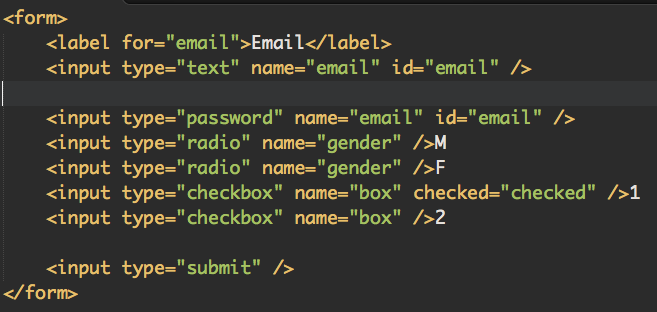 <form>
<label for="email">Email</label>
<input type="text" name="email" id="email" />
<input type="password" name="email" id="email" />
<input type="radio" name="gender" />M
<input type="radio" name="gender" />F
<input type="checkbox" name="box" checked="checked" />1
<input type="checkbox" name="box" />2
<input type="submit" />
</form>